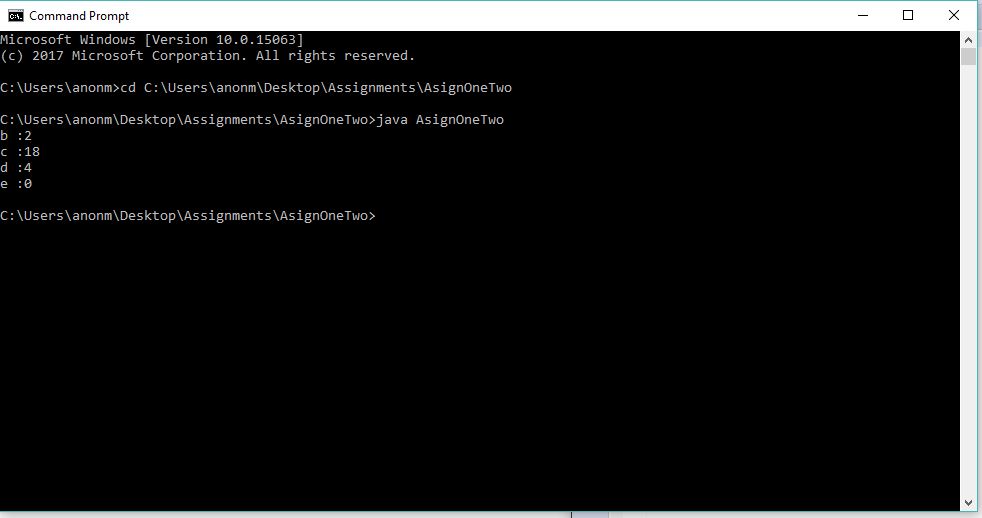 Command Prompt
Microsoft Windows [Version 10.0.15063]
(c) 2017 Microsoft Corporation. All rights reserved.
C:\Users\anonm>cd C:\Users\anonm\Desktop\Assignments\AsignOneTwo
C:\Users\anonm\Desktop\Assignments\AsignOneTwo>java AsignOneTwo
b :2
c :18
d :4
e :0
C:\Users\anonm\Desktop\Assignments\AsignOneTwo>